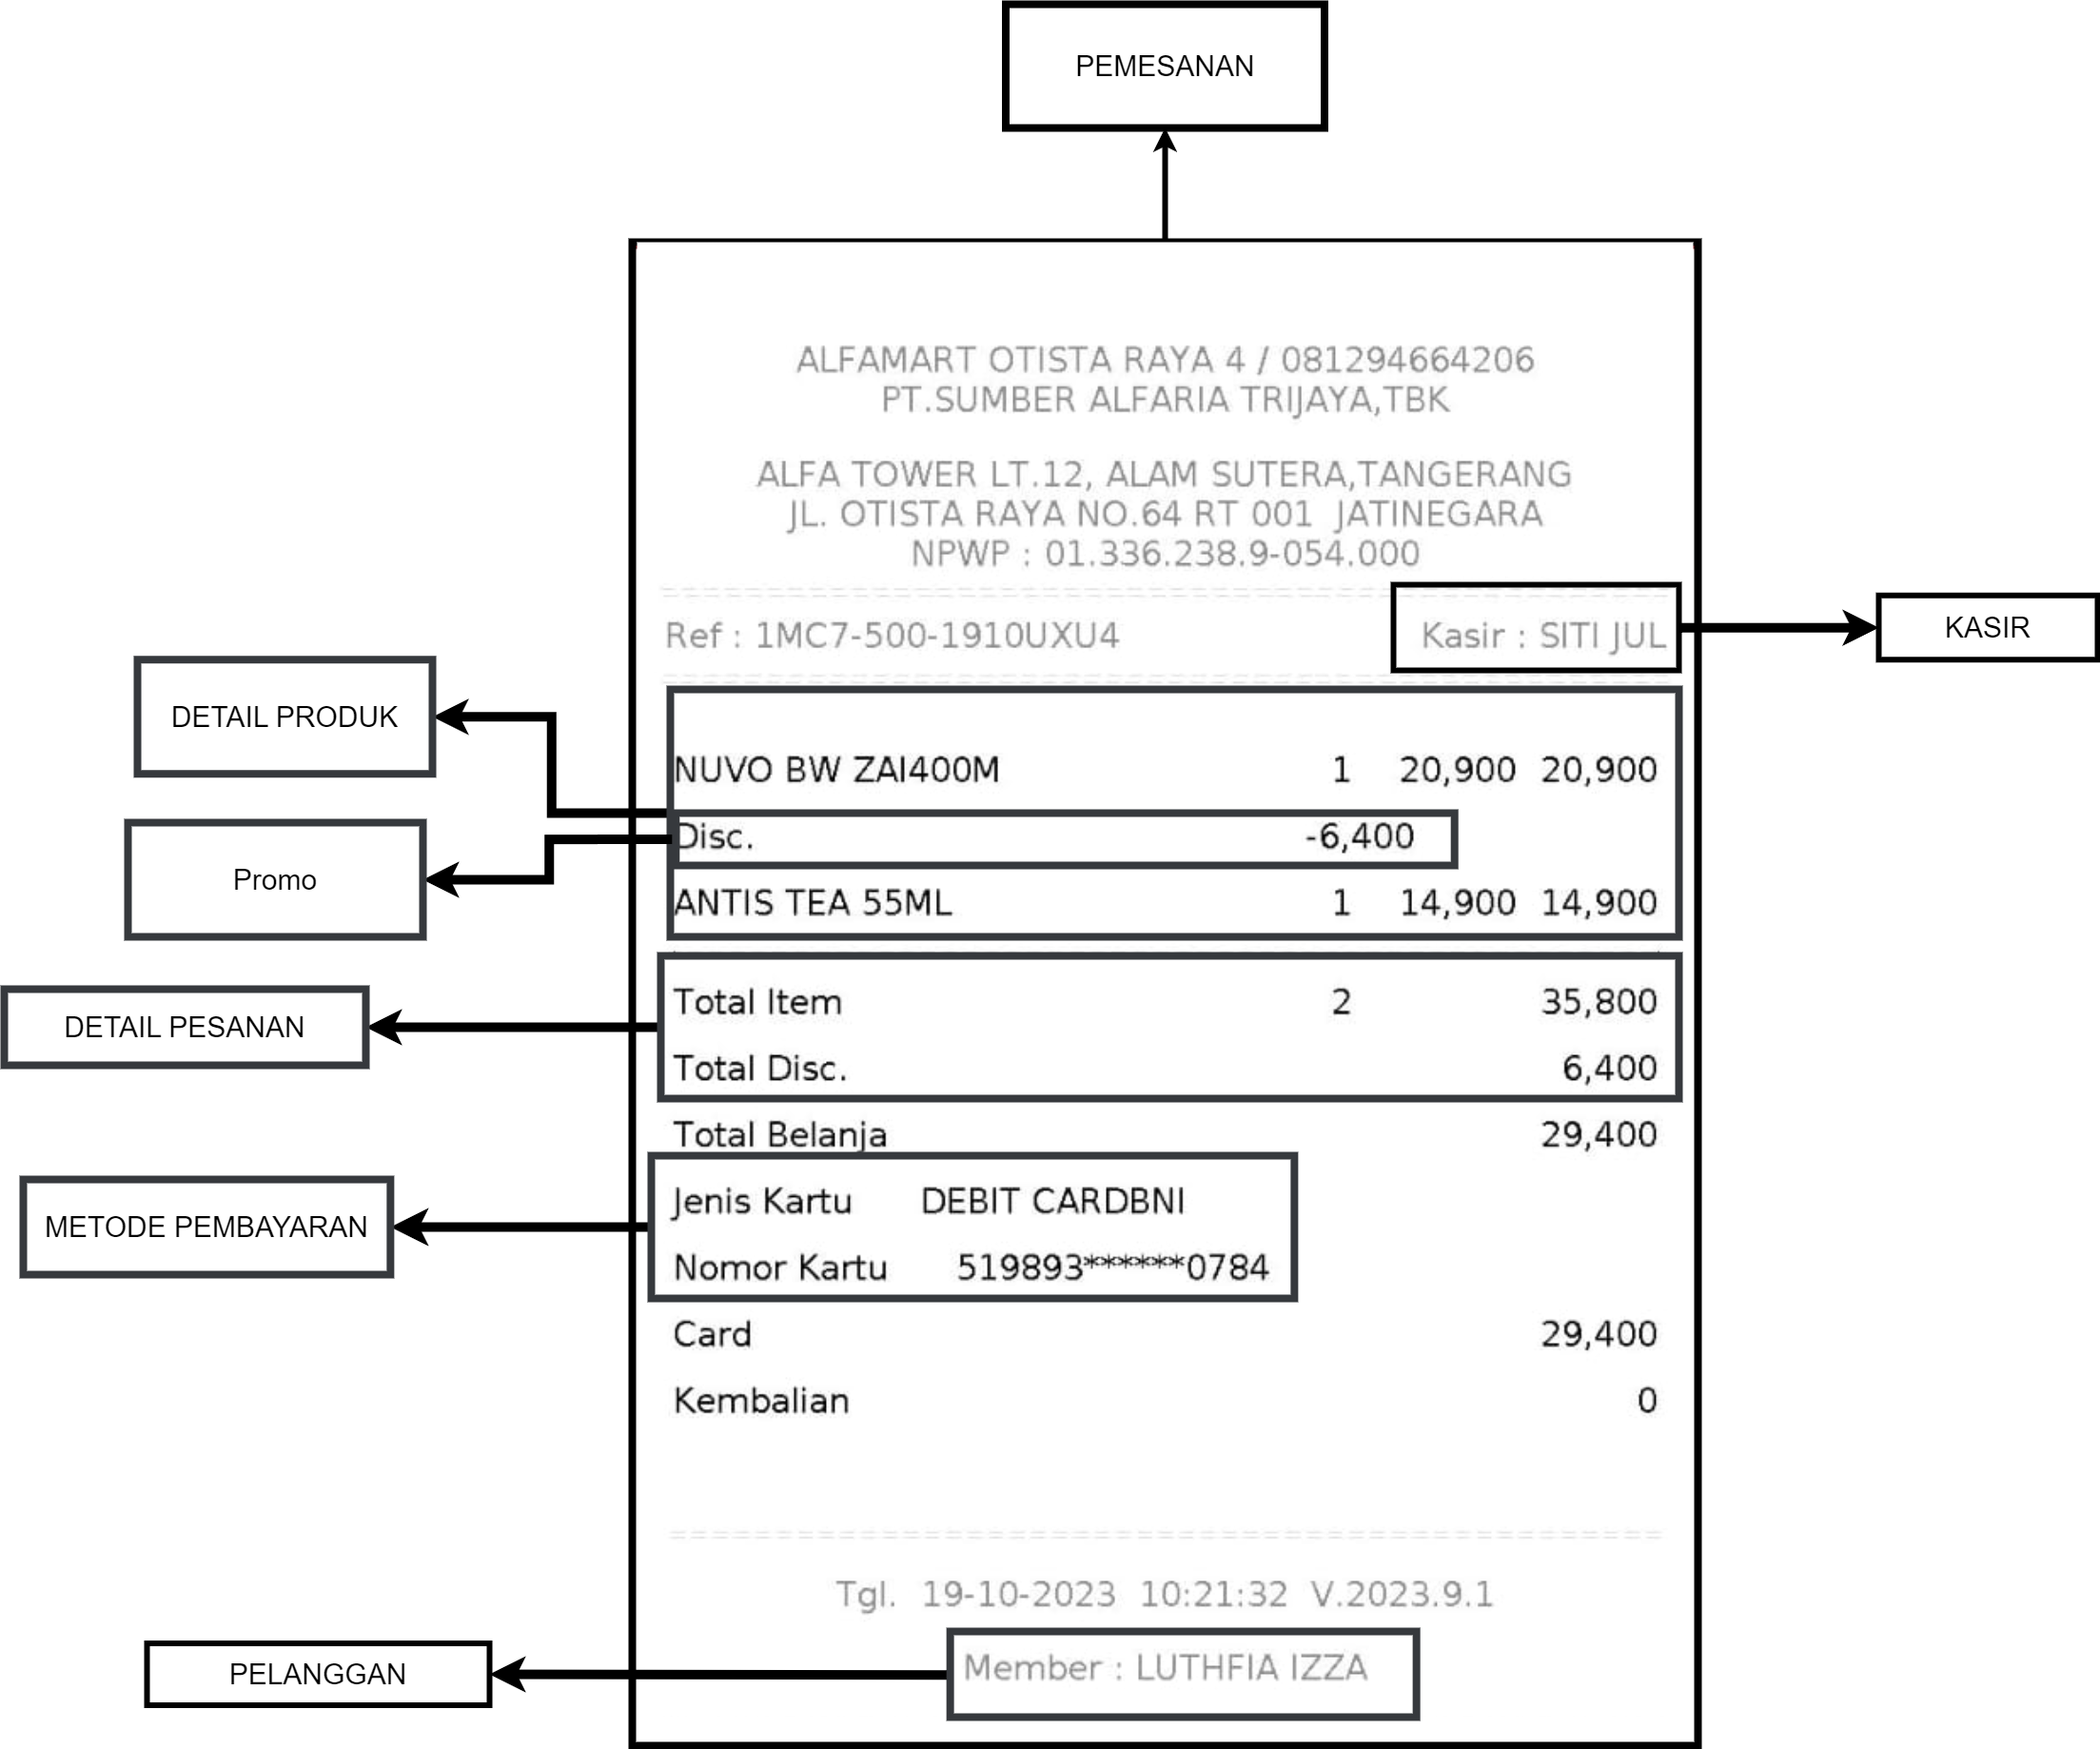 PEMESANAN
ALFAMART OTISTA RAYA 4 / 081294664206
PT.SUMBER ALFARIA TRIJAYA,TBK
ALFA TOWER LT.12, ALAM SUTERA,TANGERANG
JL. OTISTA RAYA NO.64 RT 001 JATINEGARA
NPWP : 01.336.238.9-054.000
Ref : 1MC7-500-1910UXU4 Kasir : SITI JUL
KASIR
DETAIL PRODUK
NUVO BW ZAI400M 1 20,900 20,900
Disc. -6,400
Promo
ANTIS TEA 55ML 1 14,900 14,900
Total Item 2 35,800
DETAIL PESANAN
Total Disc. 6,400
Total Belanja 29,400
Jenis Kartu DEBIT CARDBNI
METODE PEMBAYARAN
Nomor Kartu 519893******0784
Card 29,400
Kembalian 0
Tgl. 19-10-2023 10:21:32 V.2023.9.1
Member : LUTHFIA IZZA
PELANGGAN